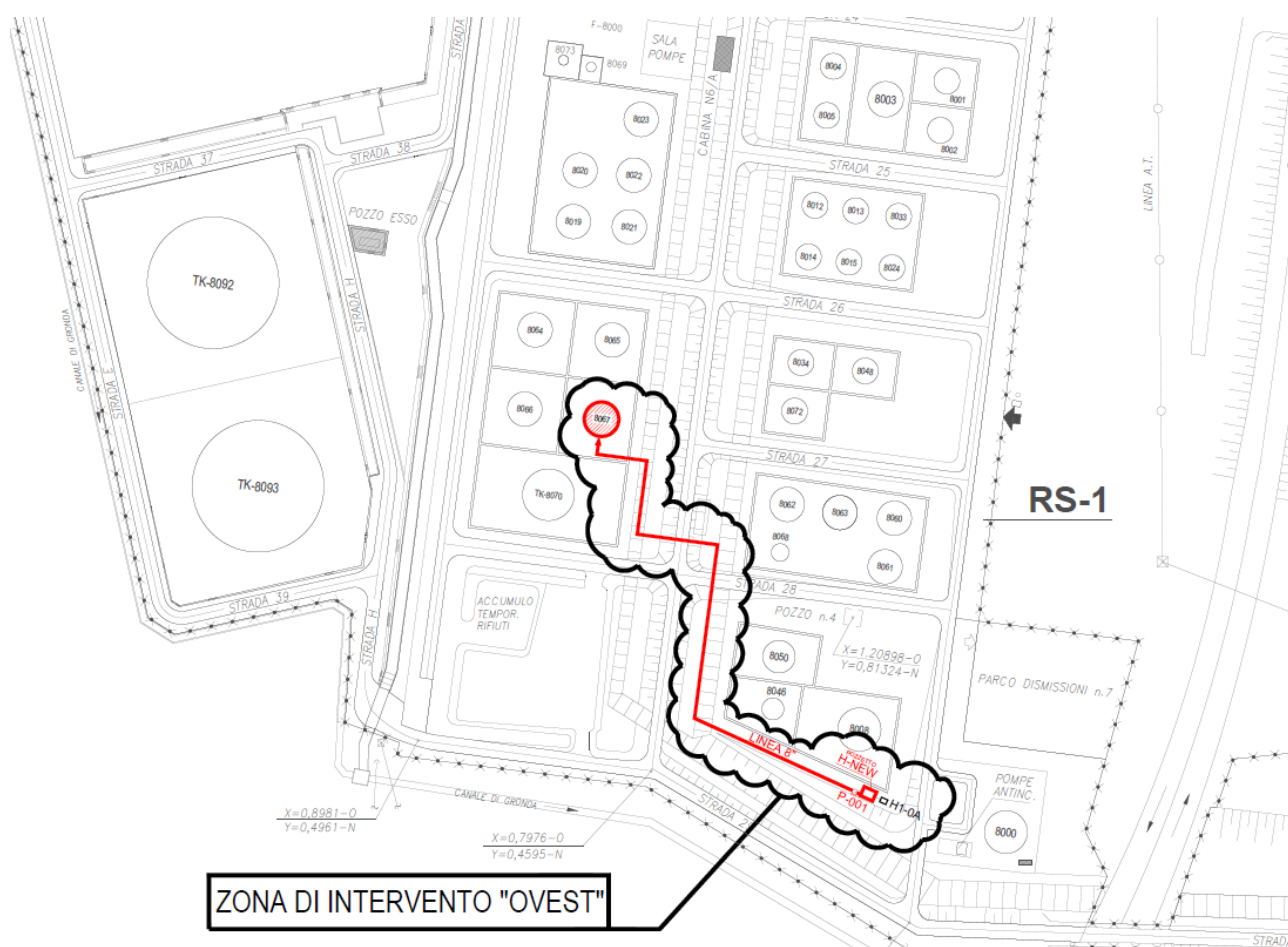 F-8000
SALA
POMPE
8073
8069
CABINA N6/A
8004
8003
8001
8005
8002
8023
8020
8022
8019
8021
STRADA
STRADA 37
STRADA 38
POZZO ESSO
STRADA 25
LINEA A.T.
8012
8013
8033
8014
8015
8024
TK-8092
STRADA H
CANALE DI GRONDA
STRADA E
STRADA 26
8064
8065
8034
8048
8066
8067
8072
STRADA 27
TK-8093
TK-8070
RS-1
8062
8063
8060
8068
8061
STRADA 28
STRADA 39
STRADA H
ACCUMULO
TEMPOR.
RIFIUTI
POZZO n.4
X=1.20898-O
Y=0,81324-N
8050
8046
8008
PARCO DISMISSIONI n.7
LINEA 8"
POZZETTO
H-NEW
P-001
H1-0A
POMPE
ANTINC.
8000
CANALE DI GRONDA
X=0,8981-O
Y=0,4961-N
X=0,7976-O
Y=0,4595-N
ZONA DI INTERVENTO "OVEST"
STRADA